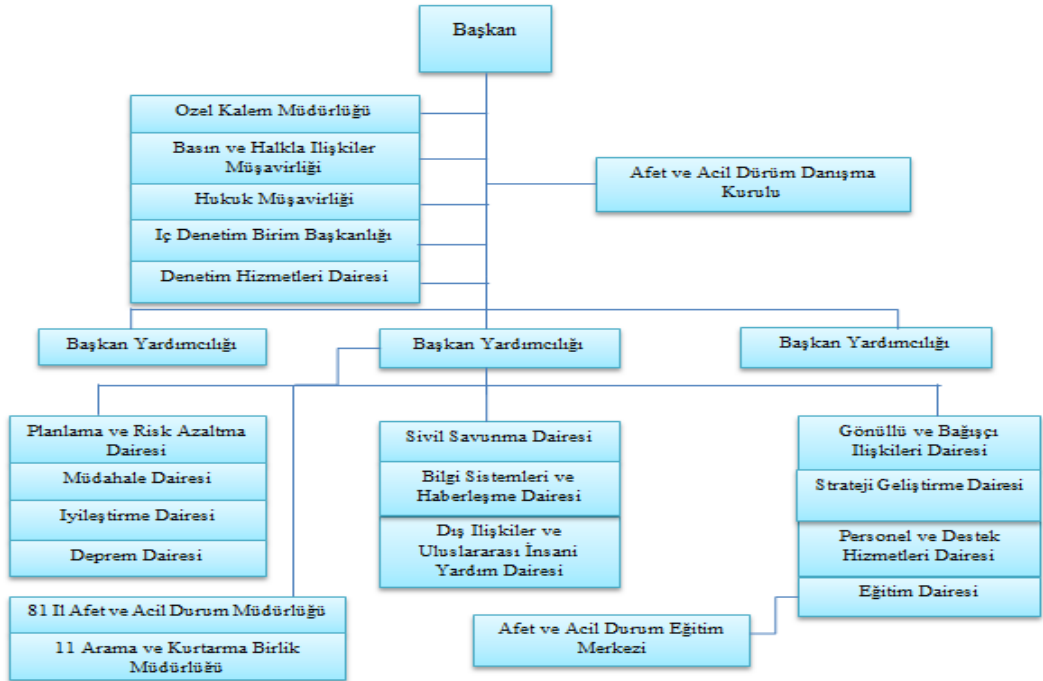 Başkan
Ozel Kalem Müdürlüğü
Basın ve Halkla Ilişkiler
Müşavirliği
Hukuk Müşavirliği
Iç Denetim Birim Başkanlığı
Denetim Hizmetleri Dairesi
Afet ve Acil Dürüm Danışma
Kurulu
Başkan Yardımcılığı
Başkan Yardımcılığı
Başkan Yardımcılığı
Planlama ve Risk Azaltma
Dairesi
Müdahale Dairesi
Iyileştirme Dairesi
Deprem Dairesi
81 Il Afet ve Acil Durum Müdürlüğü
11 Arama ve Kurtarma Birlik
Müdürlüğü
Sivil Savunma Dairesi
Bilgi Sistemleri ve
Haberleşme Dairesi
Dış Ilişkiler ve
Uluslararası İnsani
Yardım Dairesi
Gönüllü ve Bağışçı
Ilişkileri Dairesi
Strateji Geliştirme Dairesi
Personel ve Destek
Hizmetleri Dairesi
Eğitim Dairesi
Afet ve Acil Durum Eğitim
Merkezi